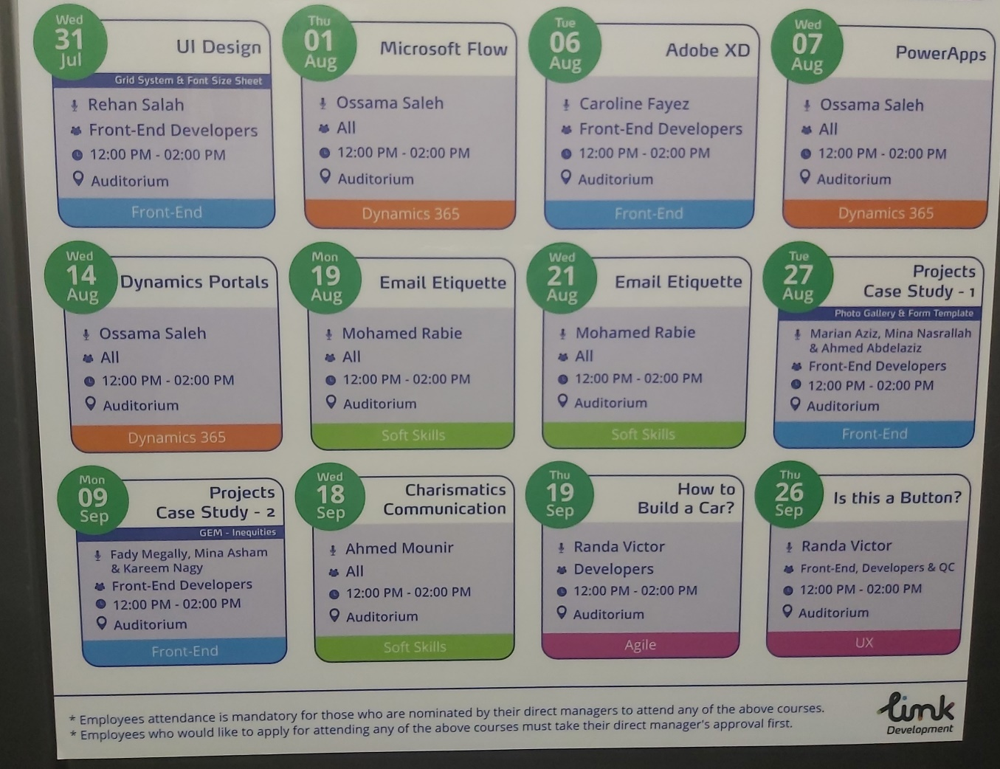 Wed
31
Jul
UI Design
Grid System & Font Size Sheet
Rehan Salah
Front-End Developers
12:00 PM - 02:00 PM
Auditorium
Front-End
Thu
01
Aug
Microsoft Flow
Ossama Saleh
All
12:00 PM - 02:00 PM
Auditorium
Dynamics 365
Tue
06
Aug
Adobe XD
Caroline Fayez
Front-End Developers
12:00 PM - 02:00 PM
Auditorium
Front-End
Wed
07
Aug
PowerApps
Ossama Saleh
All
12:00 PM - 02:00 PM
Auditorium
Dynamics 365
Wed
14
Aug
Dynamics Portals
Ossama Saleh
All
12:00 PM - 02:00 PM
Auditorium
Dynamics 365
Mon
19
Aug
Email Etiquette
Mohamed Rabie
All
12:00 PM - 02:00 PM
Auditorium
Soft Skills
Wed
21
Aug
Email Etiquette
Mohamed Rabie
All
12:00 PM - 02:00 PM
Auditorium
Soft Skills
Tue
27
Aug
Projects
Case Study - 1
Photo Gallery & Form Template
Marian Aziz, Mina Nasrallah
& Ahmed Abdelaziz
Front-End Developers
12:00 PM - 02:00 PM
Auditorium
Front-End
Mon
09
Sep
Projects
Case Study - 2
GEM - Inequities
Fady Megally, Mina Asham
& Kareem Nagy
Front-End Developers
12:00 PM - 02:00 PM
Auditorium
Front-End
Wed
18
Sep
Charismatics
Communication
Ahmed Mounir
All
12:00 PM - 02:00 PM
Auditorium
Soft Skills
Thu
19
Sep
How to
Build a Car?
Randa Victor
Developers
12:00 PM - 02:00 PM
Auditorium
Agile
Thu
26
Sep
Is this a Button?
Randa Victor
Front-End, Developers & QC
12:00 PM - 02:00 PM
Auditorium
UX
* Employees attendance is mandatory for those who are nominated by their direct managers to attend any of the above courses.
* Employees who would like to apply for attending any of the above courses must take their direct manager's approval first.
link
Development